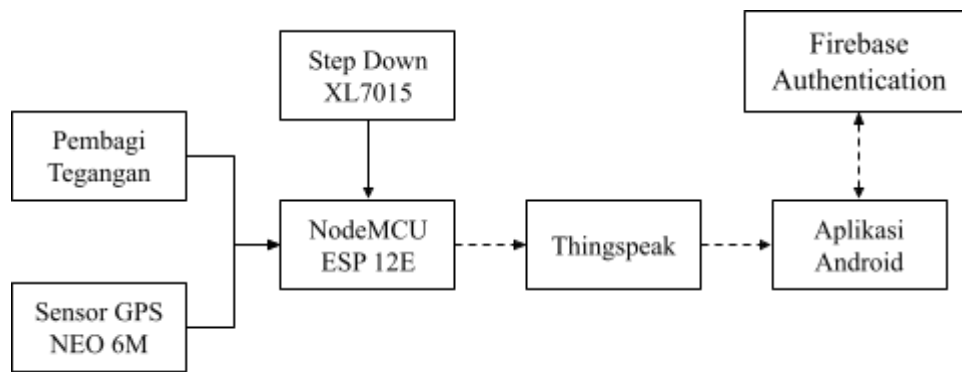 Step Down
XL7015
Firebase
Authentication
Pembagi
Tegangan
NodeMCU
ESP 12E
Thingspeak
Aplikasi
Android
Sensor GPS
NEO 6M